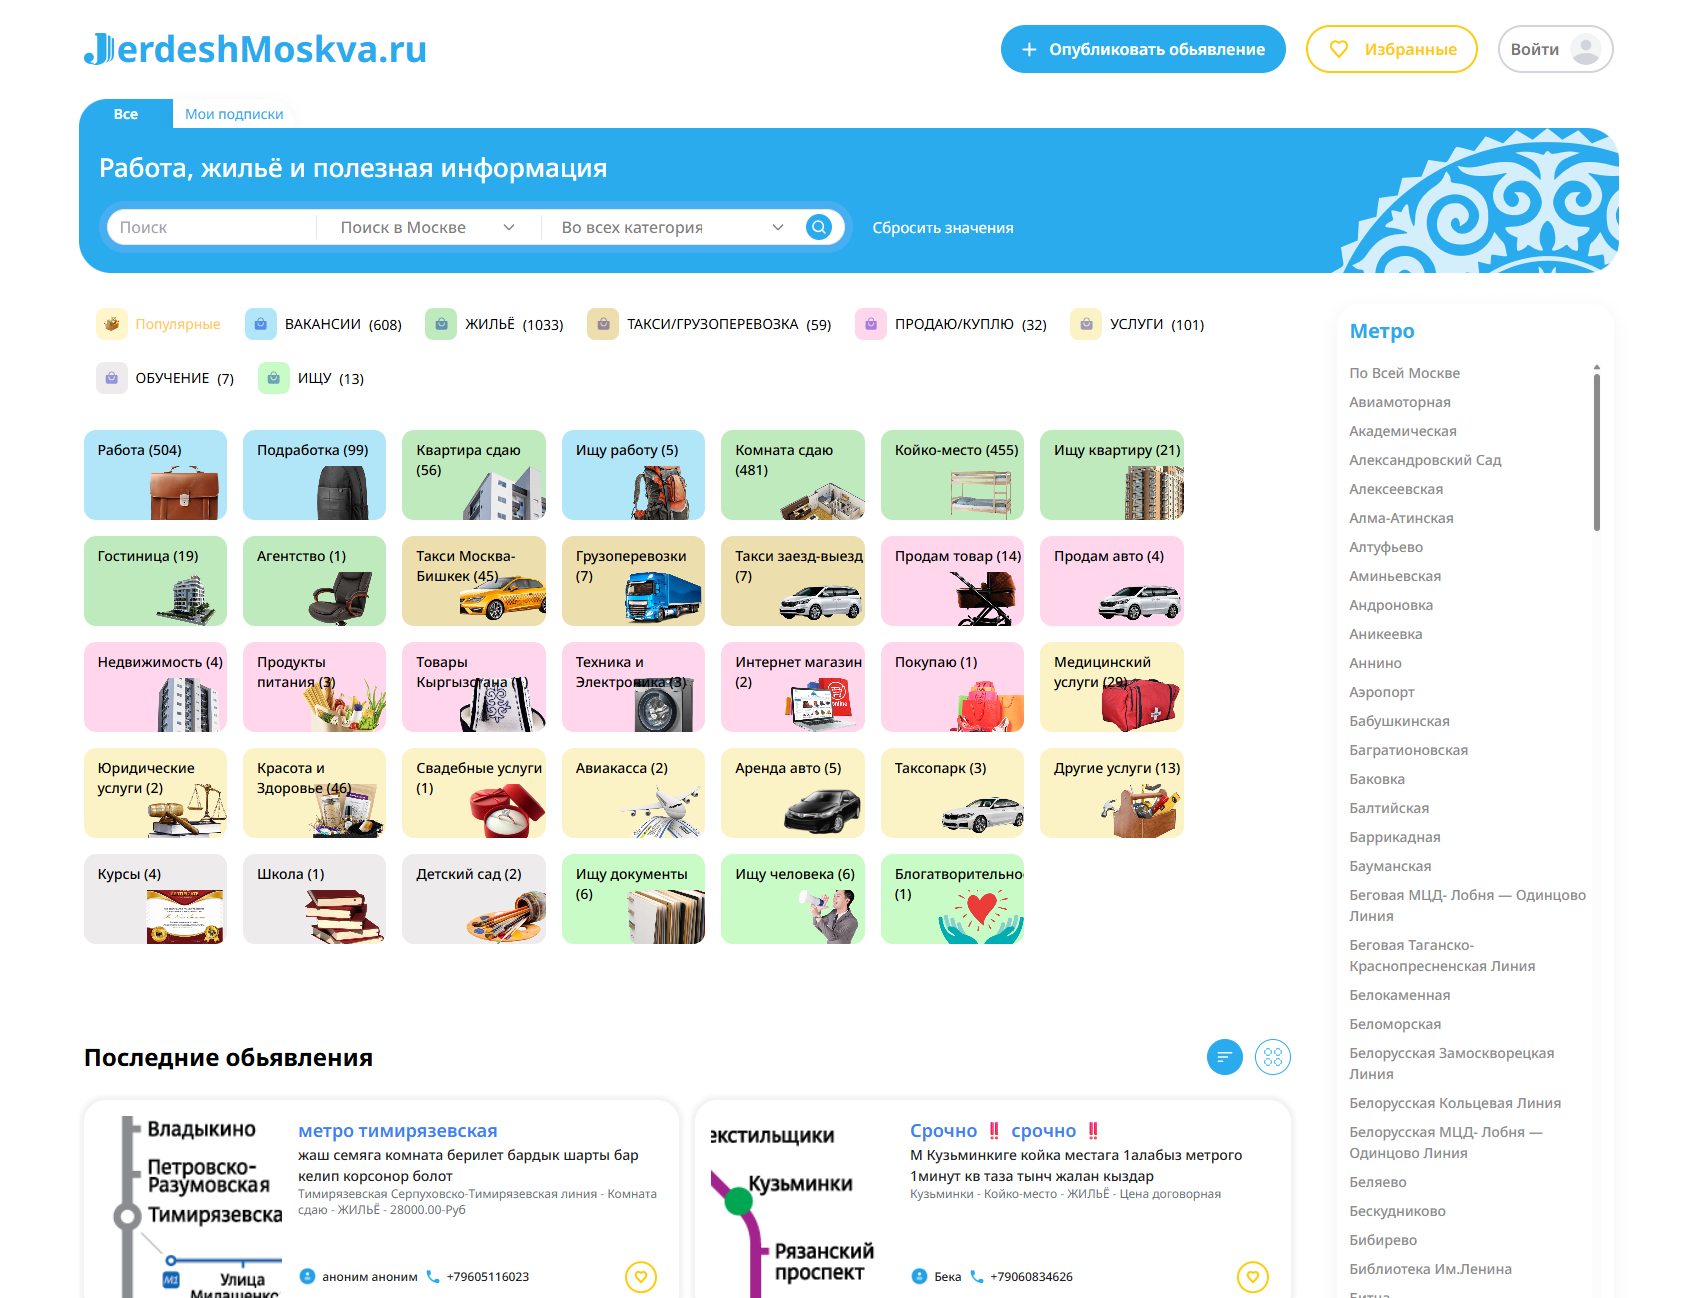 JerdeshMoskva.ru
Опубликовать обьявление
Избранные
Войти
Все
Мои подписки
Работа, жильё и полезная информация
Поиск
Поиск в Москве
Во всех категория
Сбросить значения
Популярные
ВАКАНСИИ (608)
ЖИЛЬЁ (1033)
ТАКСИ/ГРУЗОПЕРЕВОЗКА (59)
ПРОДАЮ/КУПЛЮ (32)
УСЛУГИ (101)
ОБУЧЕНИЕ (7)
ИЩУ (13)
Работа (504)
Подработка (99)
Квартира сдаю
(56)
Ищу работу (5)
Комната сдаю
(481)
Койко-место (455)
Ищу квартиру (21)
Гостиница (19)
Агентство (1)
Такси Москва-
Бишкек (45)
Грузоперевозки
(7)
Такси заезд-выезд
(7)
Продам товар (14)
Продам авто (4)
Недвижимость (4)
Продукты
питания (3)
Товары
Кыргызстана
Техника и
Электроника (3)
Интернет магазин
(2)
Покупаю (1)
Медицинский
услуги (29)
Юридические
услуги (2)
Красота и
Здоровье (46)
Свадебные услуги
(1)
Авиакасса (2)
Аренда авто (5)
Таксопарк (3)
Другие услуги (13)
Курсы (4)
Школа (1)
Детский сад (2)
Ищу документы
(6)
Ищу человека (6)
Блогатворительно
(1)
Последние обьявления
Владыкино
Петровско-
Разумовская
Тимирязевска
М1
Улица
Милашенко
метро тимирязевская
жаш семяга комната берилет бардык шарты бар
келип корсонор болот
Тимирязевская Серпуховско-Тимирязевская линия - Комната
сдаю - ЖИЛЬЁ - 28000.00-Руб
аноним аноним +79605116023
екстильщики
Кузьминки
Рязанский
проспект
Срочно ‼️ срочно ‼️
М Кузьминкиге койка местага 1алабыз метрого
1минут кв таза тынч жалан кыздар
Кузьминки - Койко-место - ЖИЛЬЁ - Цена договорная
Бека +79060834626
Метро
По Всей Москве
Авиамоторная
Академическая
Александровский Сад
Алексеевская
Алма-Атинская
Алтуфьево
Аминьевская
Андроновка
Аникеевка
Аннино
Аэропорт
Бабушкинская
Багратионовская
Баковка
Балтийская
Баррикадная
Бауманская
Беговая МЦД- Лобня — Одинцово
Линия
Беговая Таганско-
Краснопресненская Линия
Белокаменная
Беломорская
Белорусская Замоскворецкая
Линия
Белорусская Кольцевая Линия
Белорусская МЦД- Лобня —
Одинцово Линия
Беляево
Бескудниково
Бибирево
Библиотека Им.Ленина
Битца